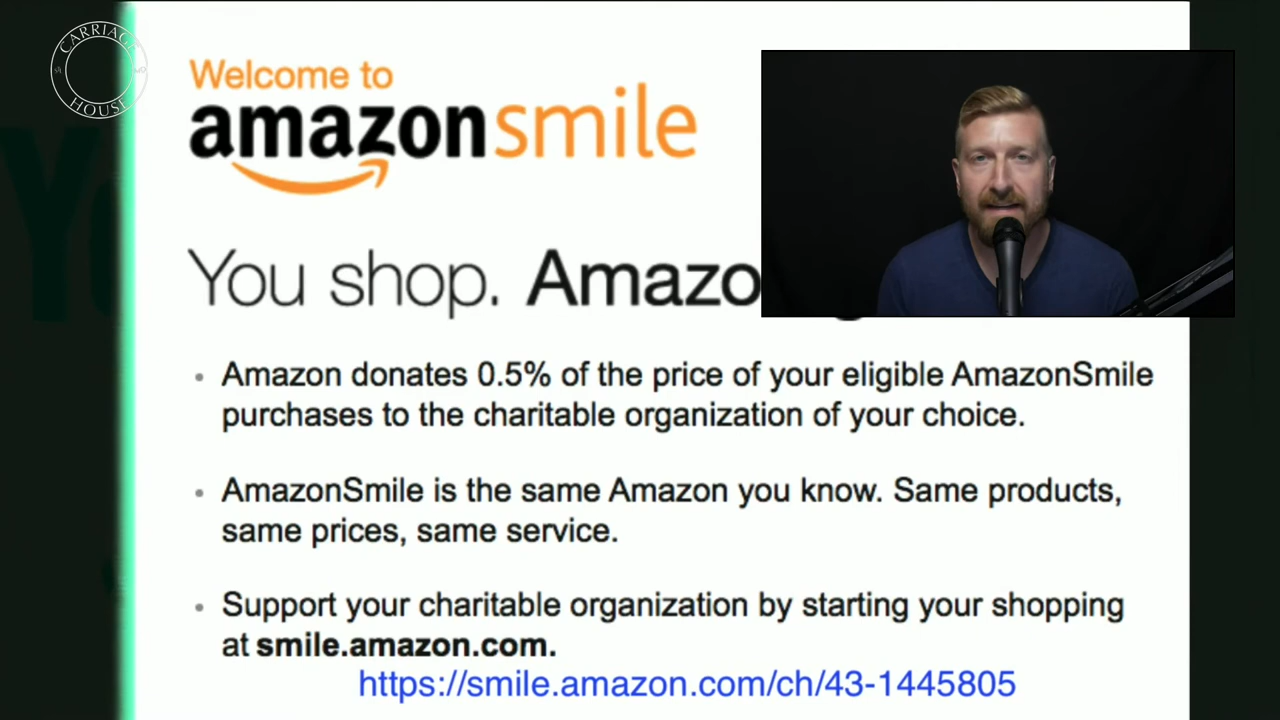 CARRIAGE
HOUSE
Welcome to
amazonsmile
You shop. Amazo
• Amazon donates 0.5% of the price of your eligible AmazonSmile
purchases to the charitable organization of your choice.
• AmazonSmile is the same Amazon you know. Same products,
same prices, same service.
• Support your charitable organization by starting your shopping
at smile.amazon.com.
https://smile.amazon.com/ch/43-1445805